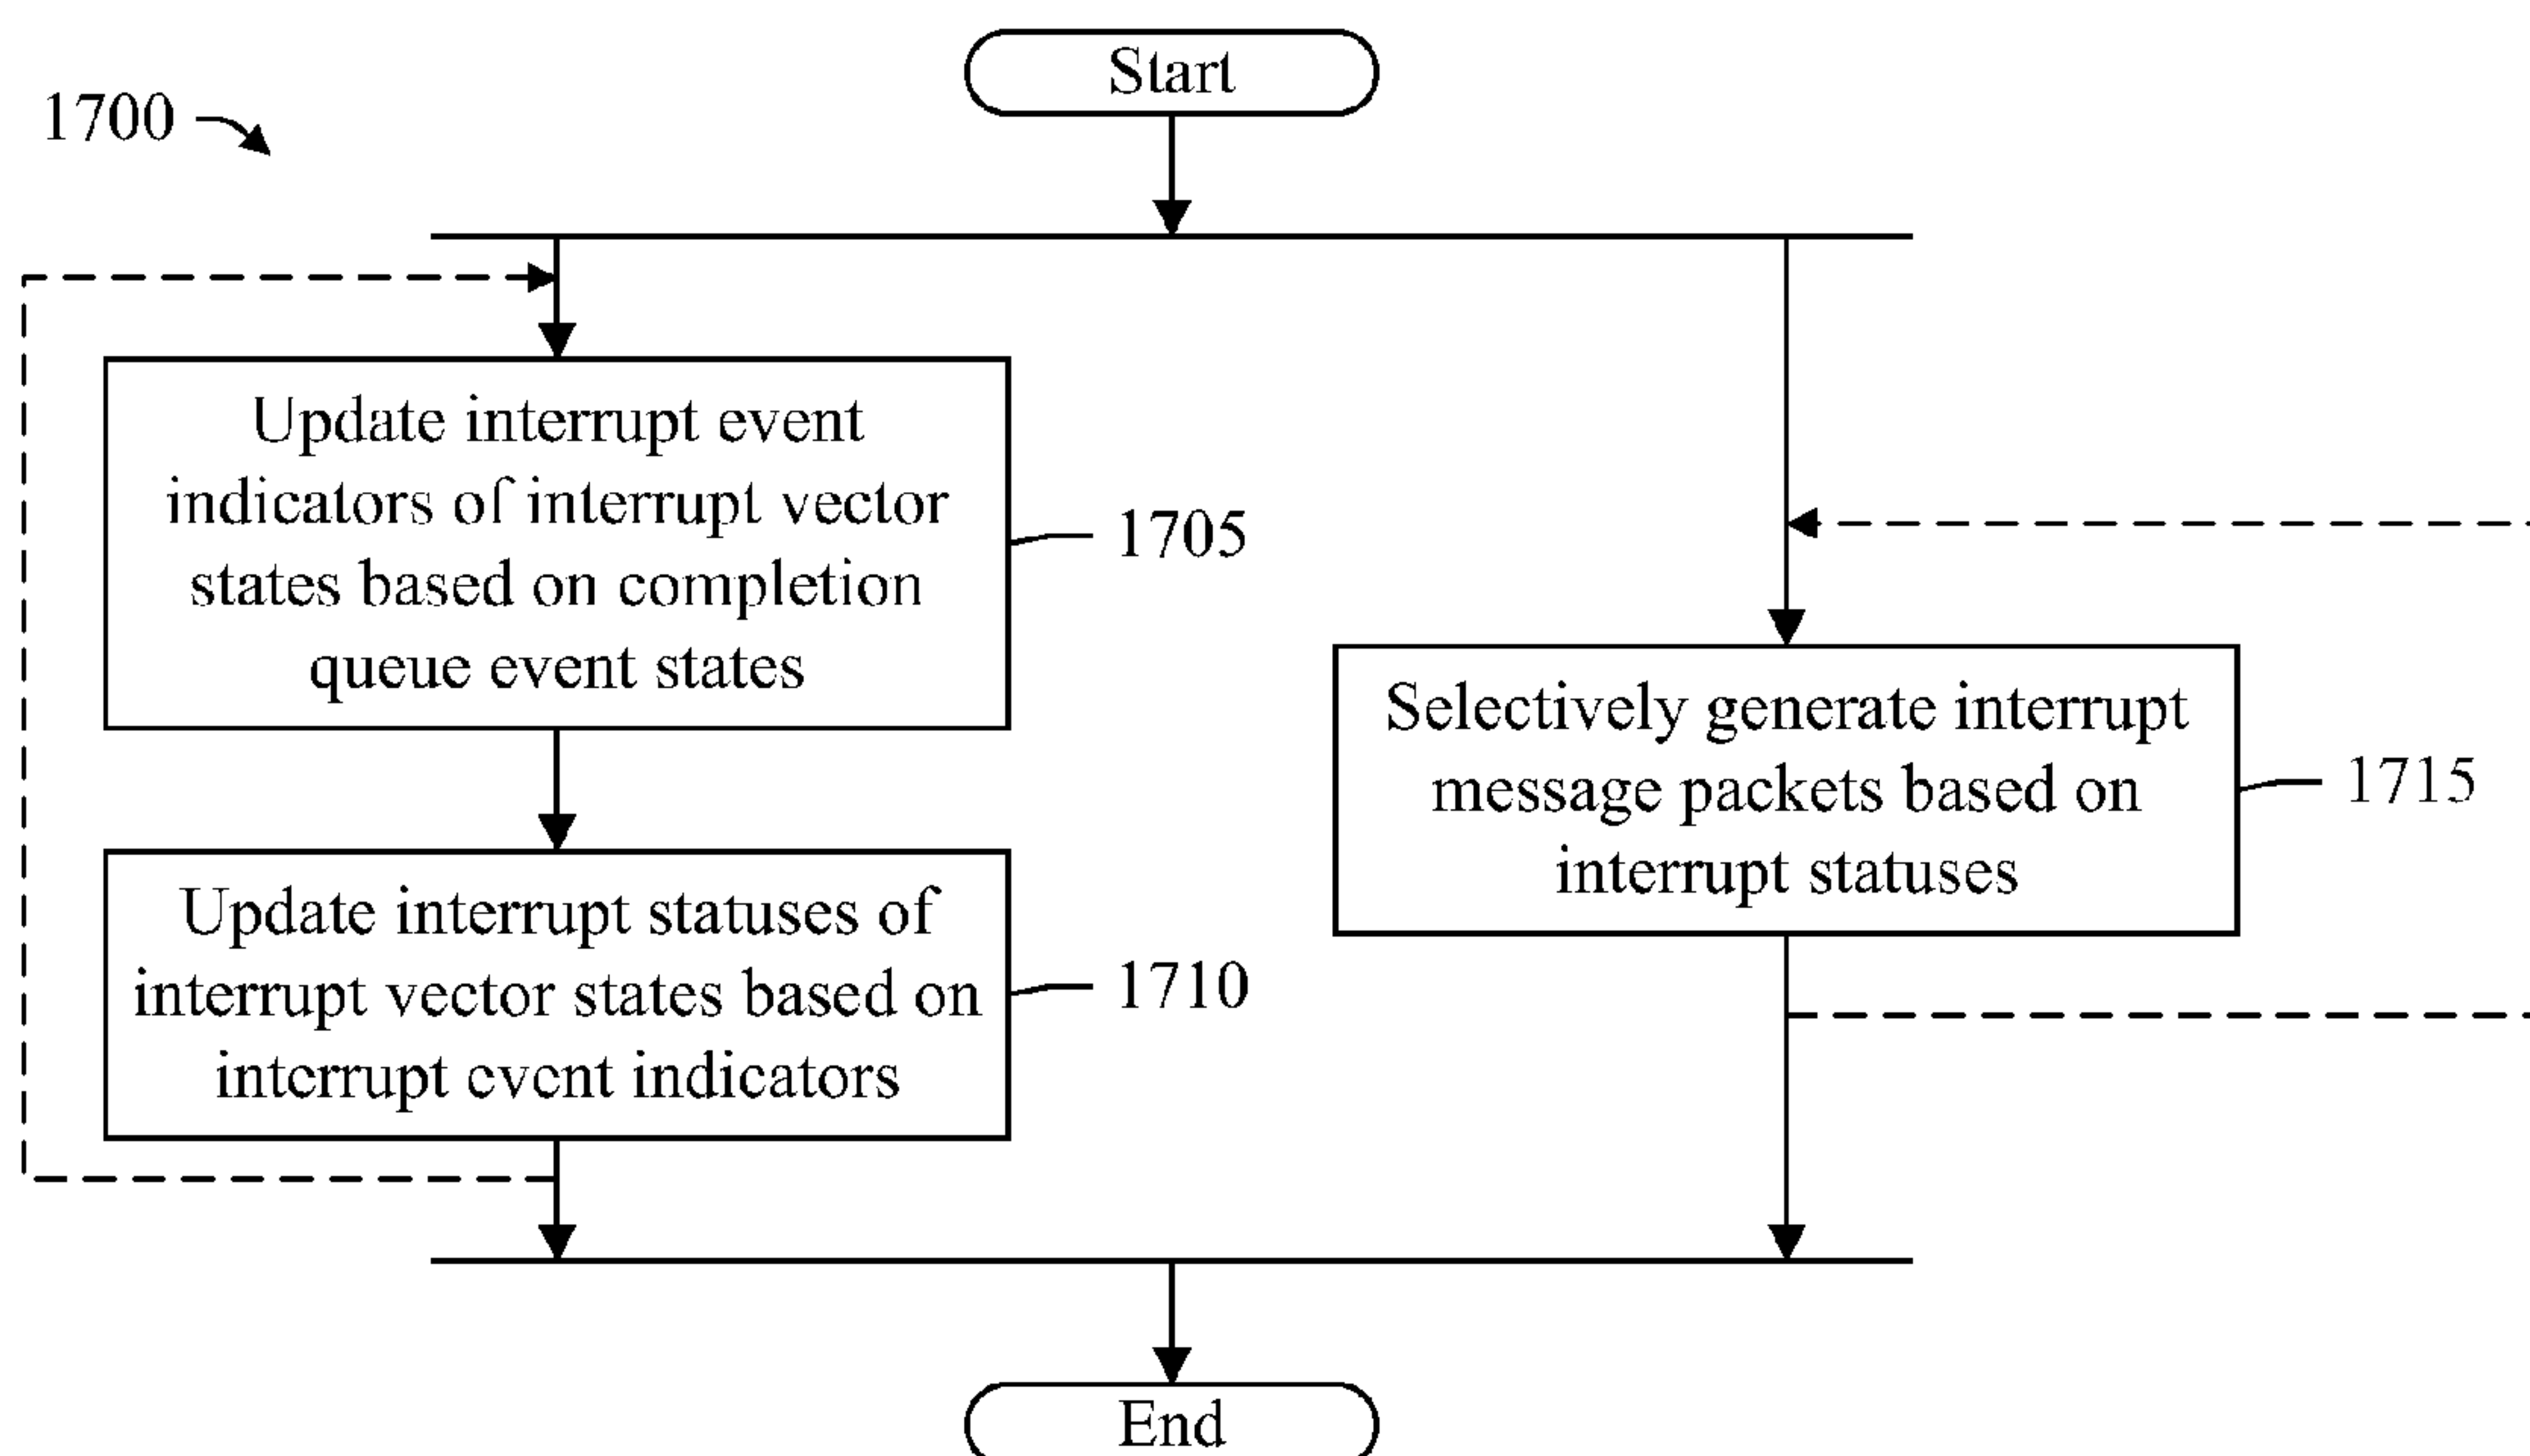 Start
1700
Update interrupt event
indicators of interrupt vector
states based on completion
queue event states
1705
Selectively generate interrupt
message packets based on
interrupt statuses
1715
Update interrupt statuses of
interrupt vector states based on
interrupt event indicators
1710
End